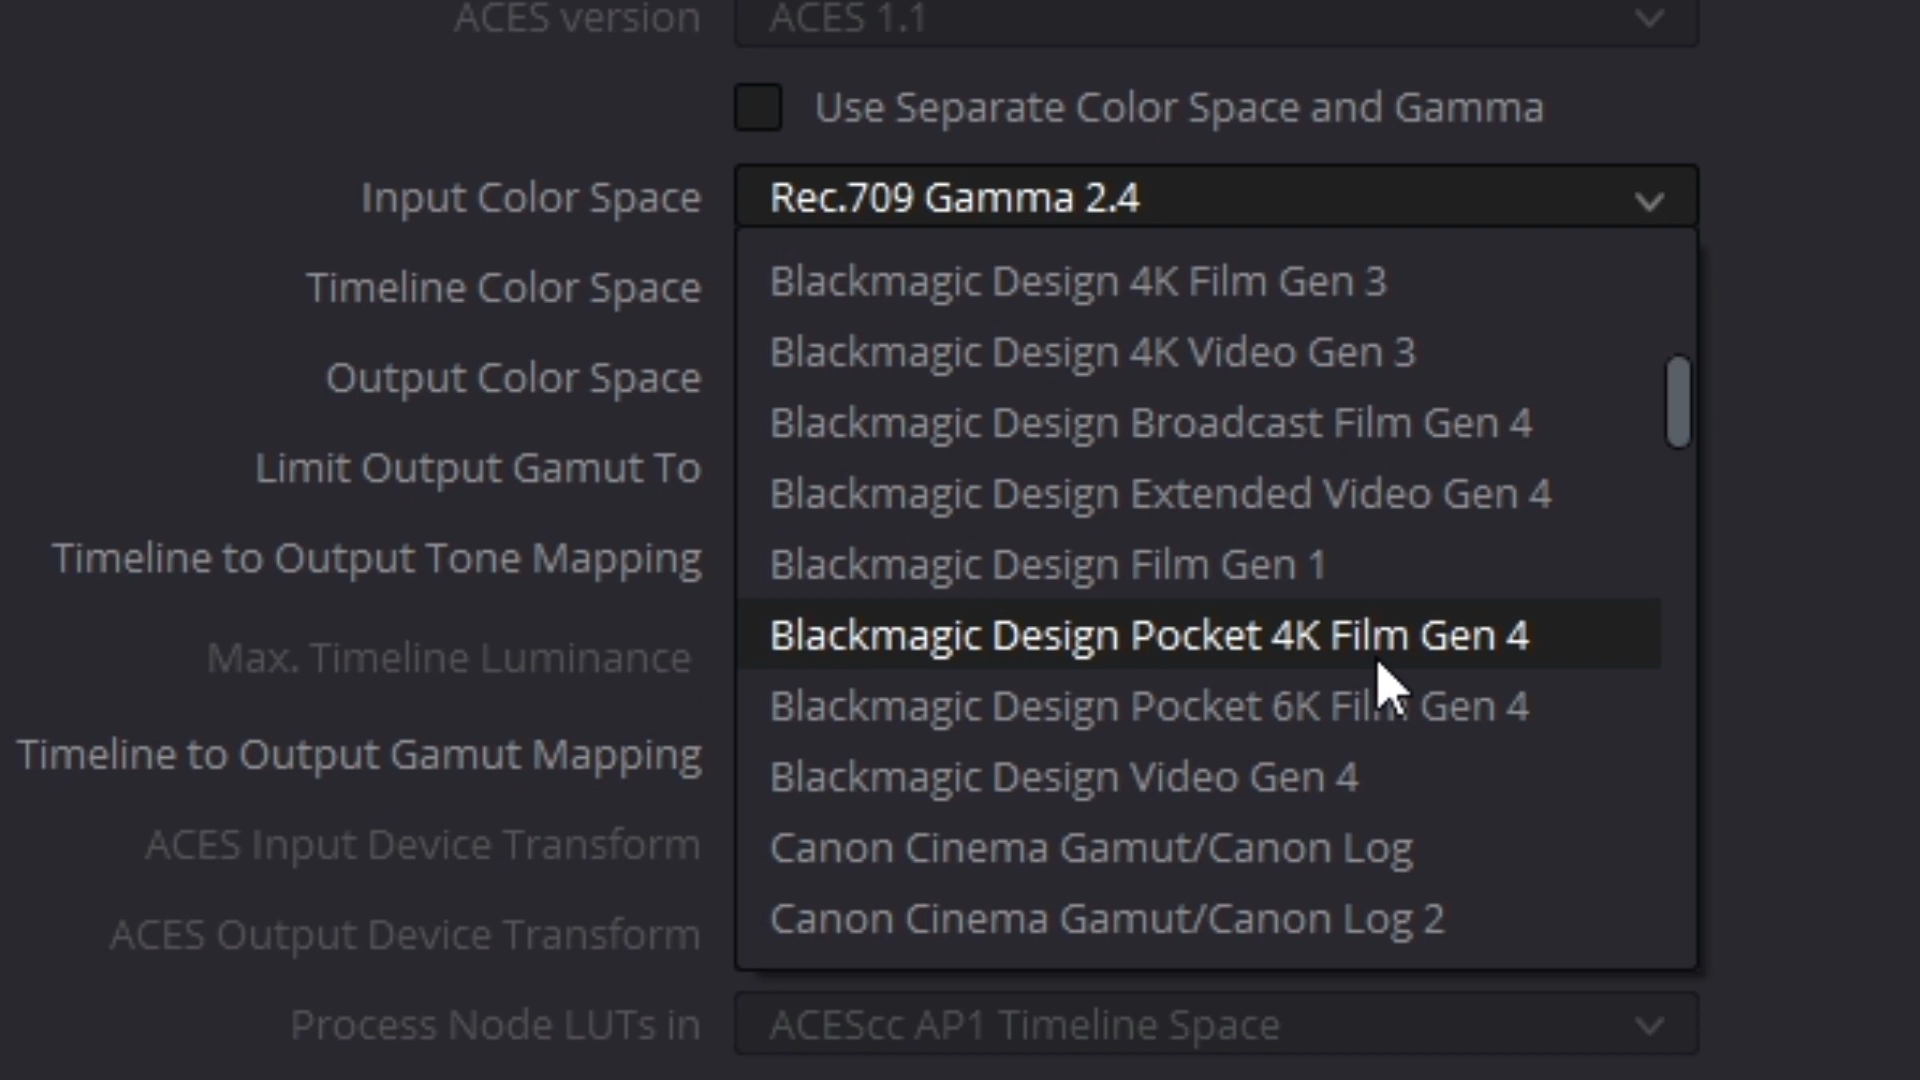 ACES version ACES 1.1
Use Separate Color Space and Gamma
Input Color Space Rec.709 Gamma 2.4
Timeline Color Space
Output Color Space
Limit Output Gamut To
Timeline to Output Tone Mapping
Max. Timeline Luminance
Timeline to Output Gamut Mapping
ACES Input Device Transform
ACES Output Device Transform
Blackmagic Design 4K Film Gen 3
Blackmagic Design 4K Video Gen 3
Blackmagic Design Broadcast Film Gen 4
Blackmagic Design Extended Video Gen 4
Blackmagic Design Film Gen 1
Blackmagic Design Pocket 4K Film Gen 4
Blackmagic Design Pocket 6K Film Gen 4
Blackmagic Design Video Gen 4
Canon Cinema Gamut/Canon Log
Canon Cinema Gamut/Canon Log 2
Process Node LUTs in ACEScc AP1 Timeline Space